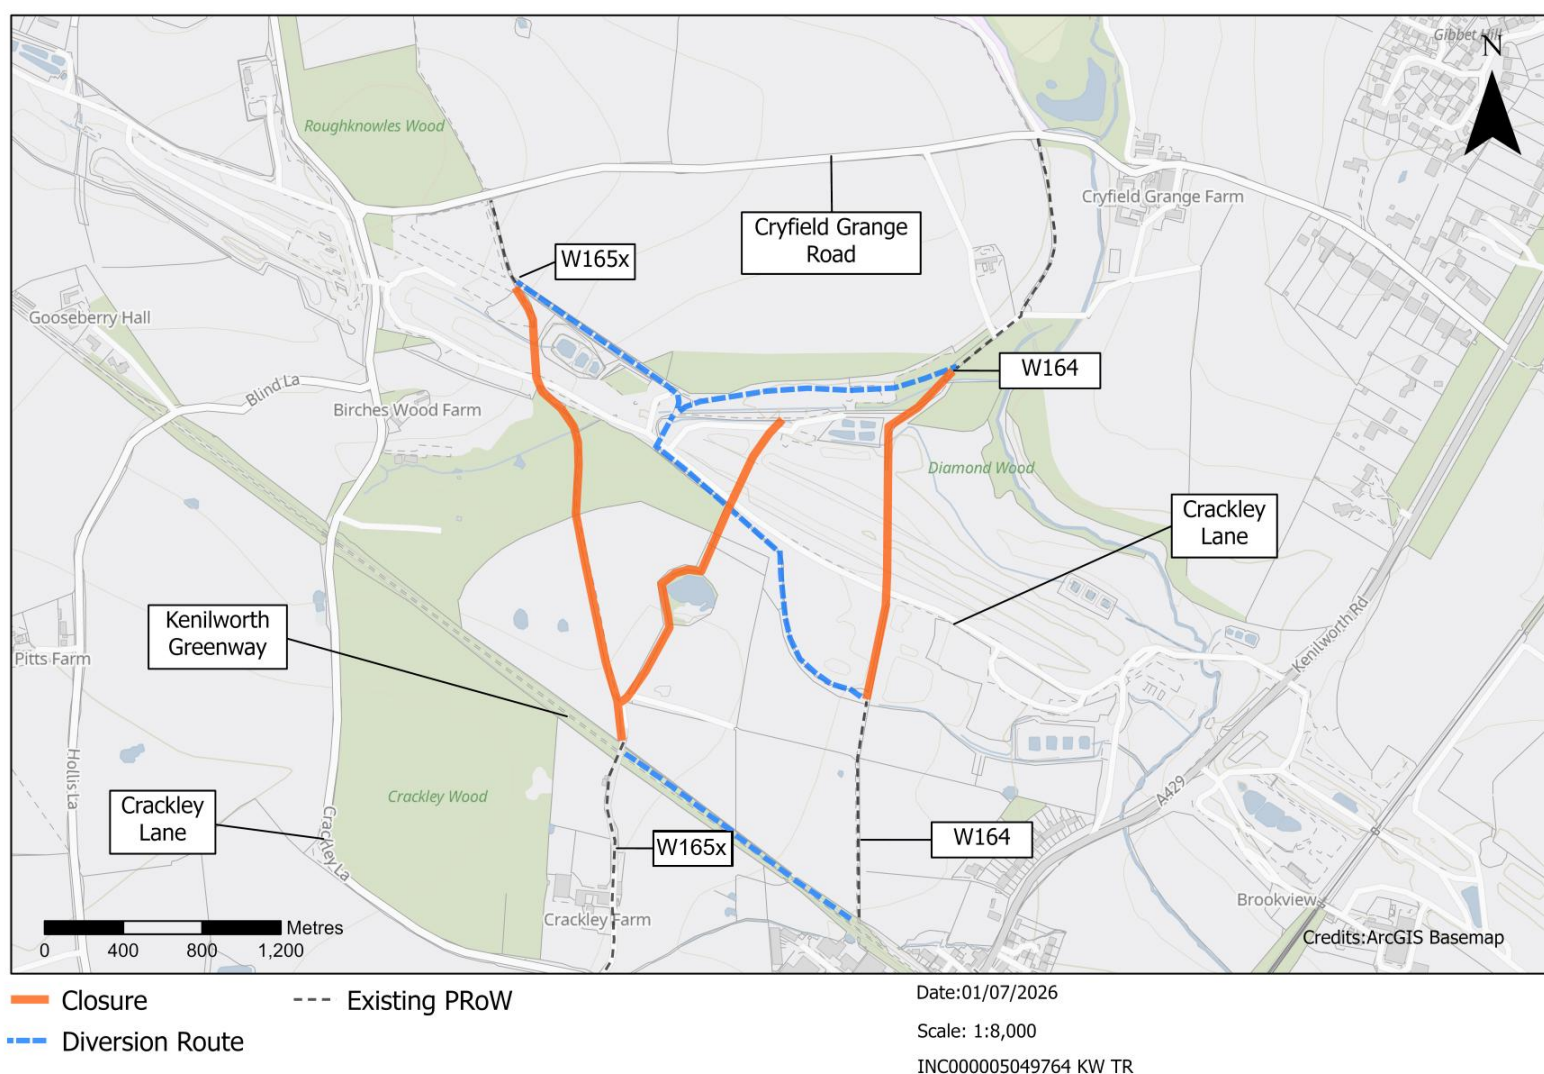 Gibbet Hill
N
Roughknowles Wood
Cryfield Grange Farm
Cryfield Grange
Road
W165x
Gooseberry Hall
W164
Blind La
Birches Wood Farm
Diamond Wood
Crackley
Lane
Kenilworth
Greenway
Kenilworth Rd
Pitts Farm
Hollis La
Crackley Wood
A429
Crackley
Lane
Crackley La
W165x
W164
Crackley Farm
Brookview
Metres
0 400 800 1,200
Credits:ArcGIS Basemap
Closure
Existing PRoW
Diversion Route
Date:01/07/2026
Scale: 1:8,000
INC000005049764 KW TR